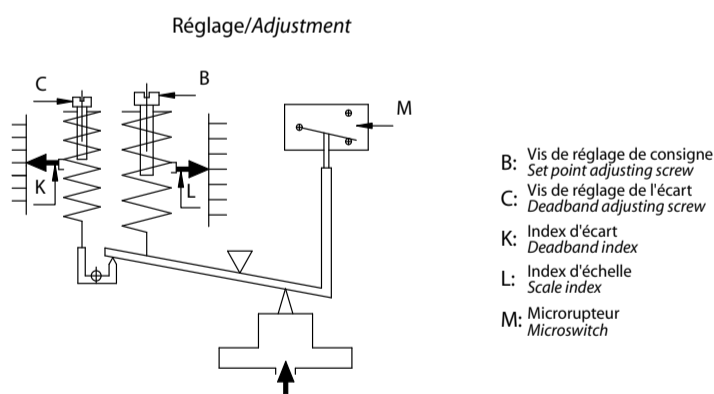 Réglage/Adjustment
C
B
M
K
L
B: Vis de réglage de consigne
Set point adjusting screw
C: Vis de réglage de l'écart
Deadband adjusting screw
K: Index d'écart
Deadband index
L: Index d'échelle
Scale index
M: Microrupteur
Microswitch